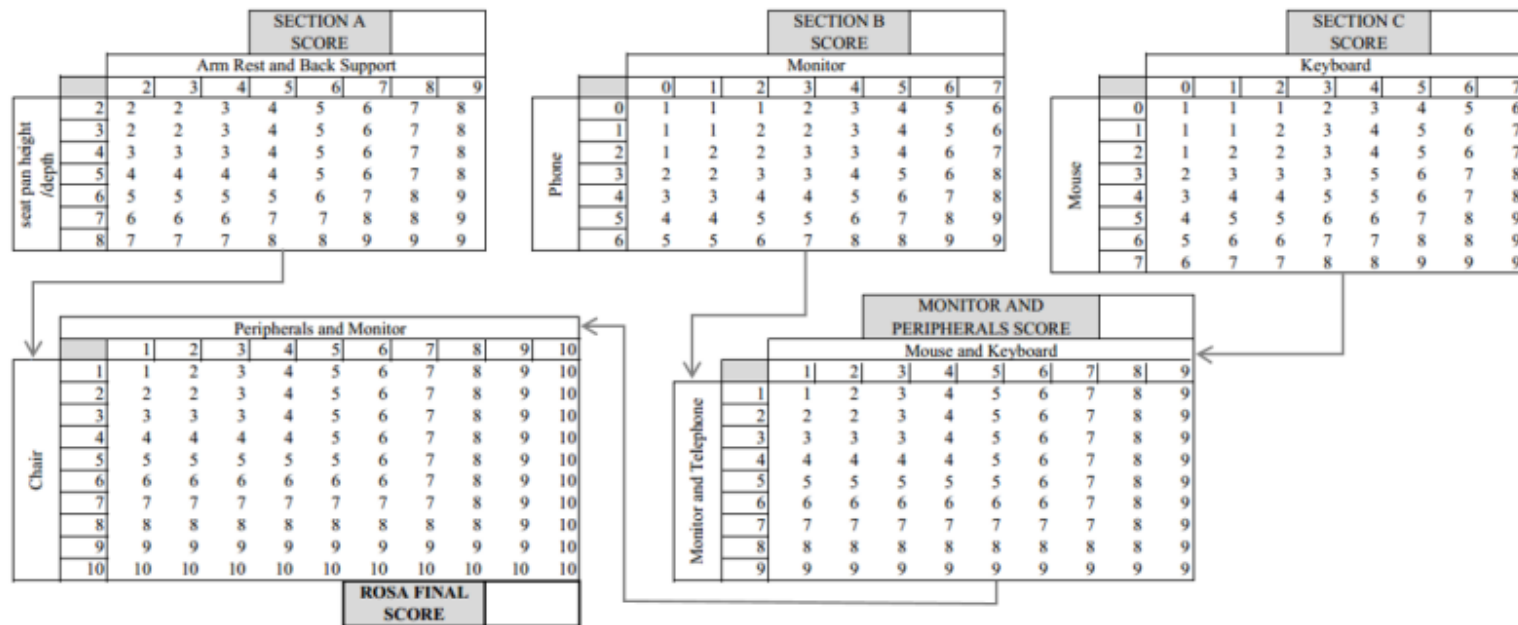 SECTION A
SCORE
Arm Rest and Back Support
2 3 4 5 6 7 8 9
seat pan height
/depth
2 2 2 3 4 5 6 7 8
3 2 2 3 4 5 6 7 8
4 3 3 3 4 5 6 7 8
5 4 4 4 4 5 6 7 8
6 5 5 5 5 6 7 8 9
7 6 6 6 7 7 8 8 9
8 7 7 7 8 8 9 9 9
SECTION B
SCORE
Monitor
0 1 2 3 4 5 6 7
Phone
0 1 1 1 2 3 4 5 6
1 1 1 2 2 3 4 5 6
2 1 2 2 3 3 4 6 7
3 2 2 3 3 4 5 6 8
4 3 3 4 4 5 6 7 8
5 4 4 5 5 6 7 8 9
6 5 5 6 7 8 8 9 9
SECTION C
SCORE
Keyboard
0 1 2 3 4 5 6 7
Mouse
0 1 1 1 2 3 4 5 6
1 1 1 2 3 4 5 6 7
2 1 2 2 3 4 5 6 7
3 2 3 3 3 5 6 7 8
4 3 4 4 5 5 6 7 8
5 4 5 5 6 6 7 8 9
6 5 6 6 7 7 8 8 9
7 6 7 7 8 8 9 9 9
Peripherals and Monitor
1 2 3 4 5 6 7 8 9 10
Chair
1 1 2 3 4 5 6 7 8 9 10
2 2 2 3 4 5 6 7 8 9 10
3 3 3 3 4 5 6 7 8 9 10
4 4 4 4 4 5 6 7 8 9 10
5 5 5 5 5 5 6 7 8 9 10
6 6 6 6 6 6 6 7 8 9 10
7 7 7 7 7 7 7 7 8 9 10
8 8 8 8 8 8 8 8 8 9 10
9 9 9 9 9 9 9 9 9 9 10
10 10 10 10 10 10 10 10 10 10 10
ROSA FINAL
SCORE
MONITOR AND
PERIPHERALS SCORE
Mouse and Keyboard
1 2 3 4 5 6 7 8 9
Monitor and Telephone
1 1 2 3 4 5 6 7 8 9
2 2 2 3 4 5 6 7 8 9
3 3 3 3 4 5 6 7 8 9
4 4 4 4 4 5 6 7 8 9
5 5 5 5 5 5 6 7 8 9
6 6 6 6 6 6 6 7 8 9
7 7 7 7 7 7 7 7 8 9
8 8 8 8 8 8 8 8 8 9
9 9 9 9 9 9 9 9 9 9